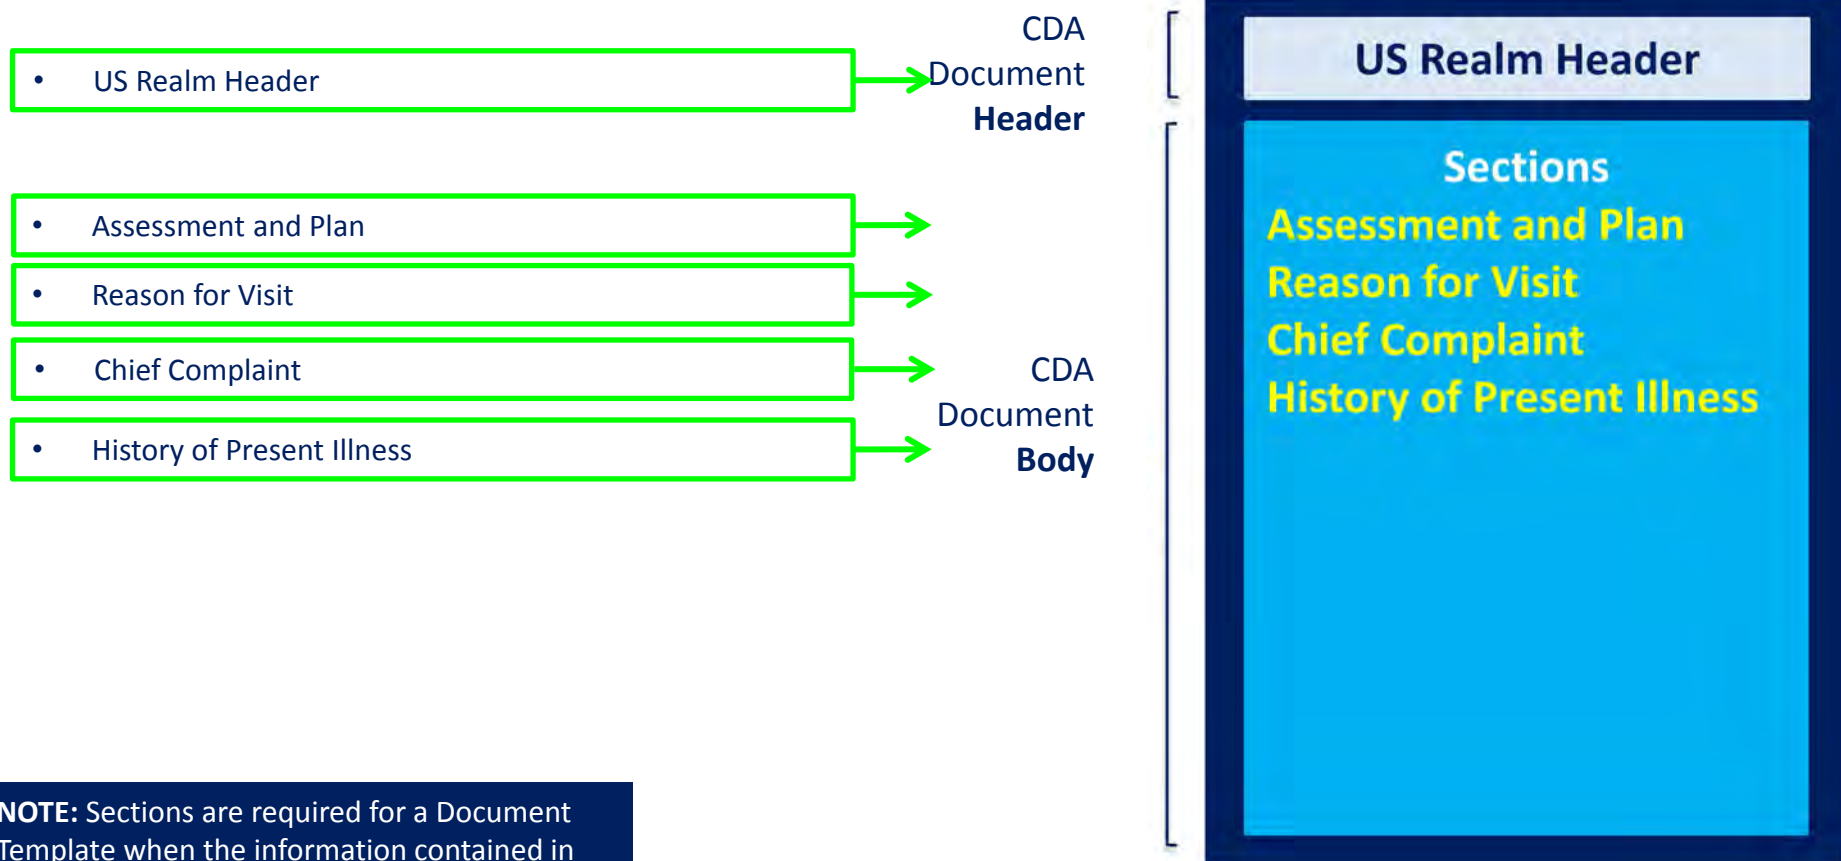 • US Realm Header
CDA
Document
Header
• Assessment and Plan
• Reason for Visit
• Chief Complaint
• History of Present Illness
CDA
Document
Body
NOTE: Sections are required for a Document
Template when the information contained in
US Realm Header
Sections
Assessment and Plan
Reason for Visit
Chief Complaint
History of Present Illness